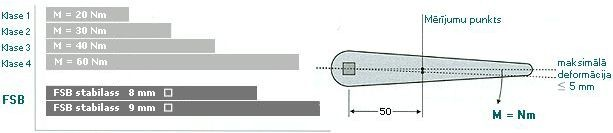 Klase 1
M = 20 Nm
Klase 2
M = 30 Nm
Klase 3
M = 40 Nm
Klase 4
M = 60 Nm
FSB
FSB stabilass 8 mm
FSB stabilass 9 mm
Mērījumu punkts
maksimālā
deformācija
≤ 5 mm
50
M = Nm